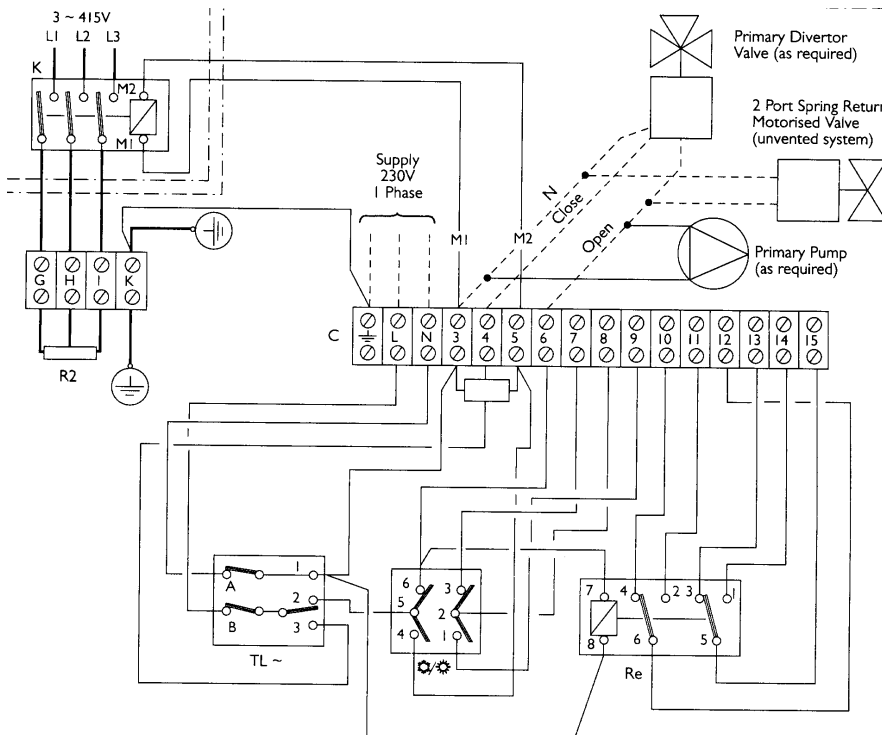 3 ~ 415V
L1 L2 L3
K
M2
M1
Primary Divertor
Valve (as required)
2 Port Spring Return
Motorised Valve
(unvented system)
Supply
230V
1 Phase
N
Close
Open
M1
M2
Primary Pump
(as required)
G H I K
R2
C
L N 3 4 5 6 7 8 9 10 11 12 13 14 15
A
B
1
2
3
TL ~
6 3
5 2
4 1
/
7 4 2 3 1
8 6 5
Re